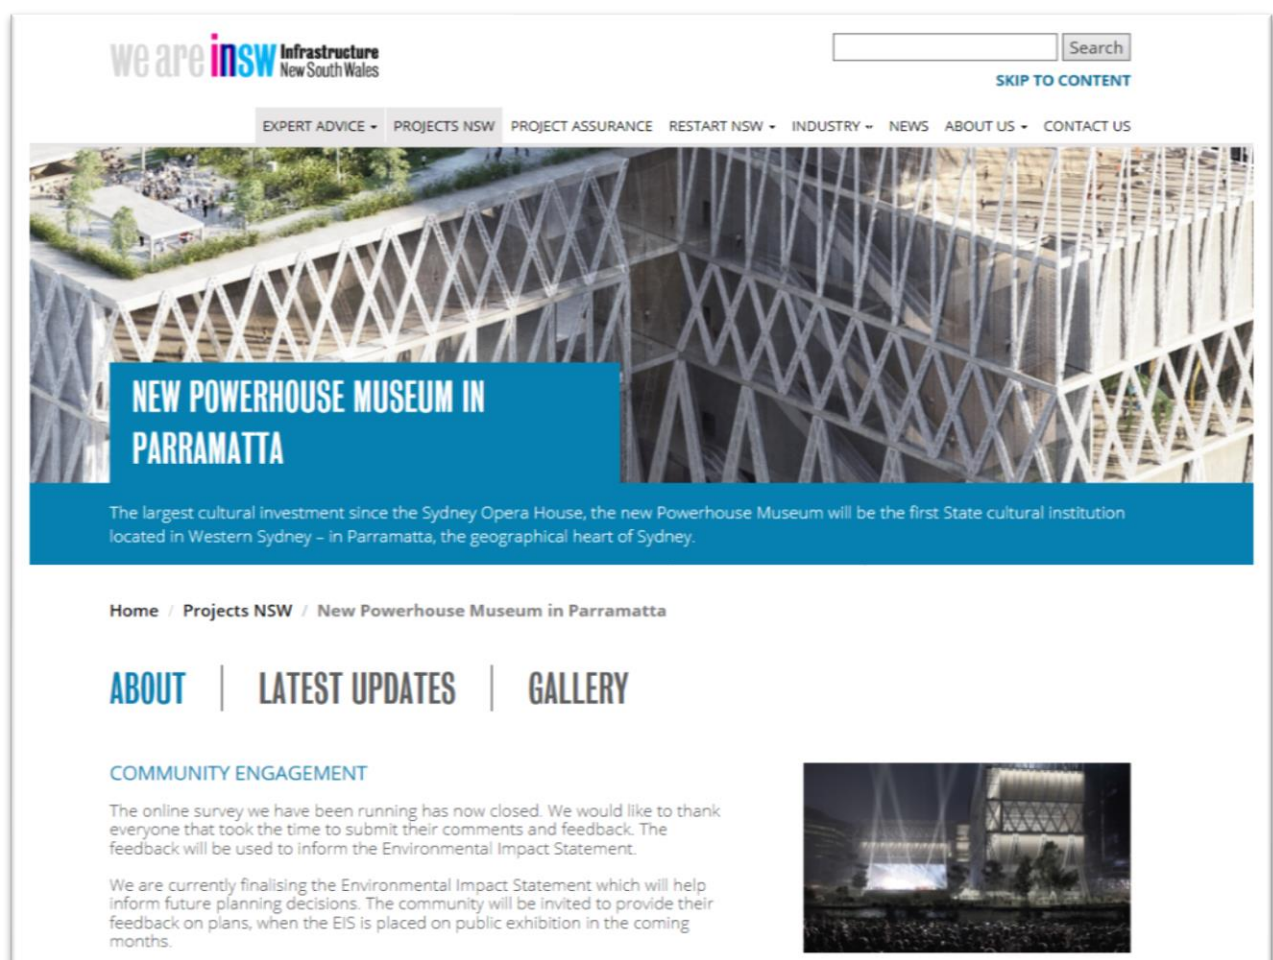 we are insw Infrastructure
New South Wales
Search
SKIP TO CONTENT
EXPERT ADVICE PROJECTS NSW PROJECT ASSURANCE RESTART NSW INDUSTRY NEWS ABOUT US CONTACT US
NEW POWERHOUSE MUSEUM IN
PARRAMATTA
The largest cultural investment since the Sydney Opera House, the new Powerhouse Museum will be the first State cultural institution
located in Western Sydney – in Parramatta, the geographical heart of Sydney.
Home / Projects NSW / New Powerhouse Museum in Parramatta
ABOUT | LATEST UPDATES | GALLERY
COMMUNITY ENGAGEMENT
The online survey we have been running has now closed. We would like to thank
everyone that took the time to submit their comments and feedback. The
feedback will be used to inform the Environmental Impact Statement.
We are currently finalising the Environmental Impact Statement which will help
inform future planning decisions. The community will be invited to provide their
feedback on plans, when the EIS is placed on public exhibition in the coming
months.